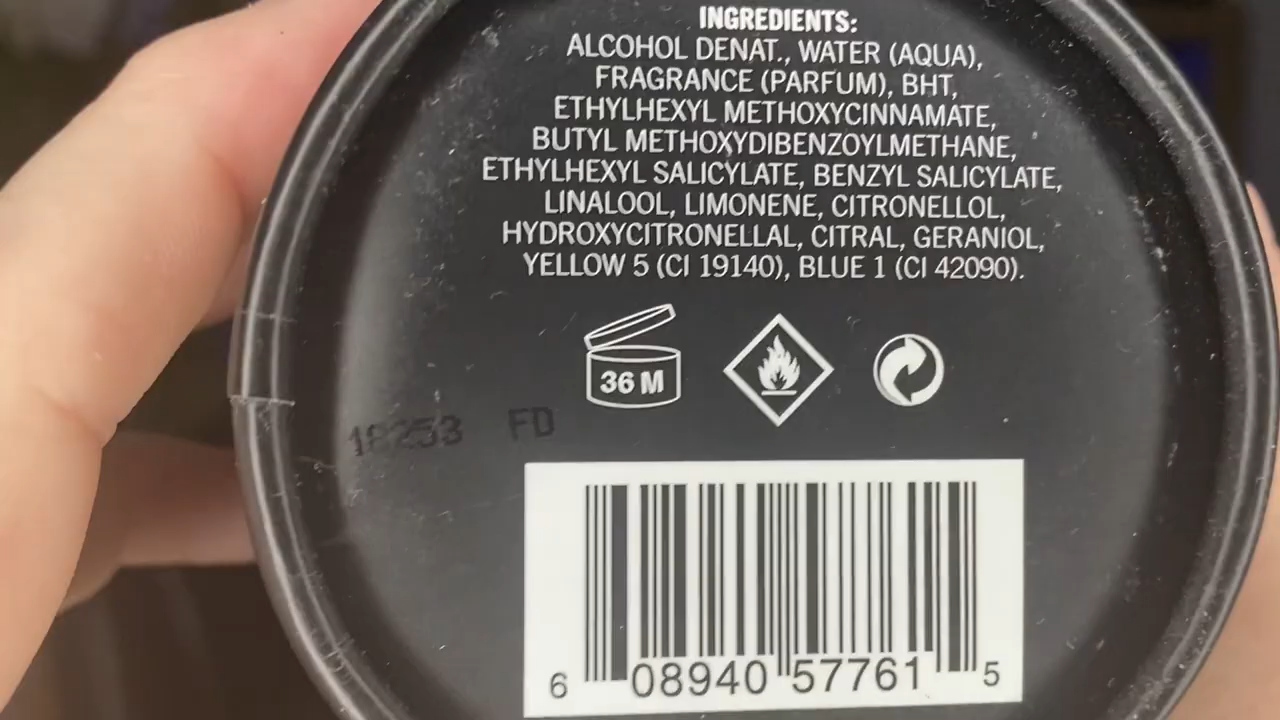 INGREDIENTS:
ALCOHOL DENAT., WATER (AQUA),
FRAGRANCE (PARFUM), BHT,
ETHYLHEXYL METHOXYCINNAMATE,
BUTYL METHOXYDIBENZOYLMETHANE,
ETHYLHEXYL SALICYLATE, BENZYL SALICYLATE,
LINALOOL, LIMONENE, CITRONELLOL,
HYDROXYCITRONELLAL, CITRAL, GERANIOL,
YELLOW 5 (CI 19140), BLUE 1 (CI 42090).
36 M
FD
6 08940 57761 5